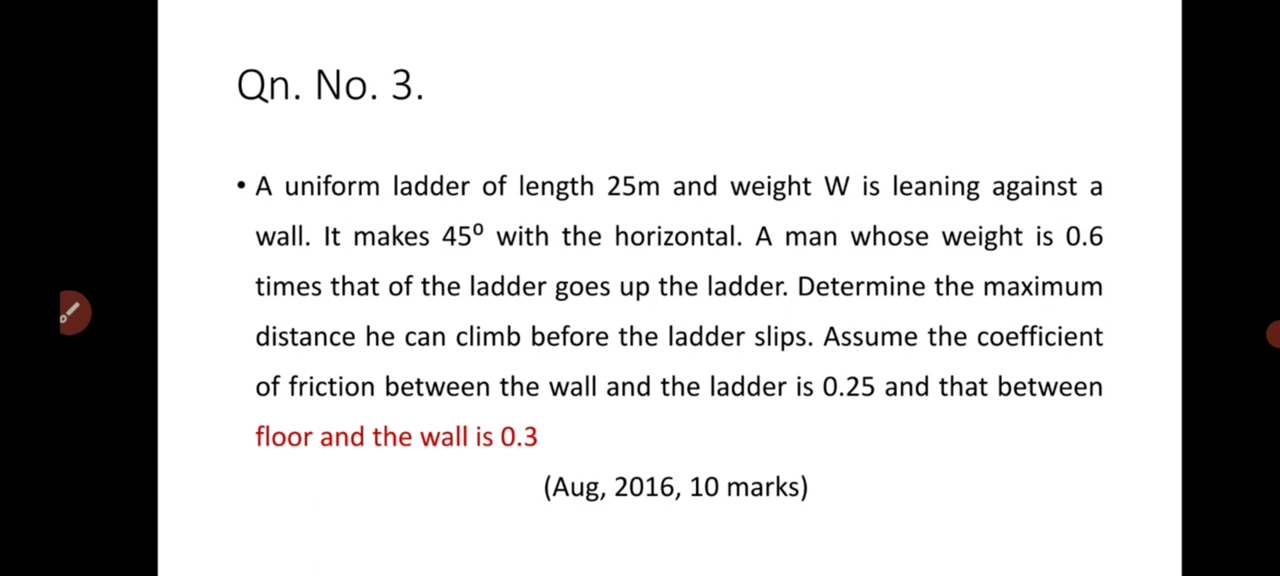 Qn. No. 3.
• A uniform ladder of length 25m and weight W is leaning against a
wall. It makes 45⁰ with the horizontal. A man whose weight is 0.6
times that of the ladder goes up the ladder. Determine the maximum
distance he can climb before the ladder slips. Assume the coefficient
of friction between the wall and the ladder is 0.25 and that between
floor and the wall is 0.3
(Aug, 2016, 10 marks)